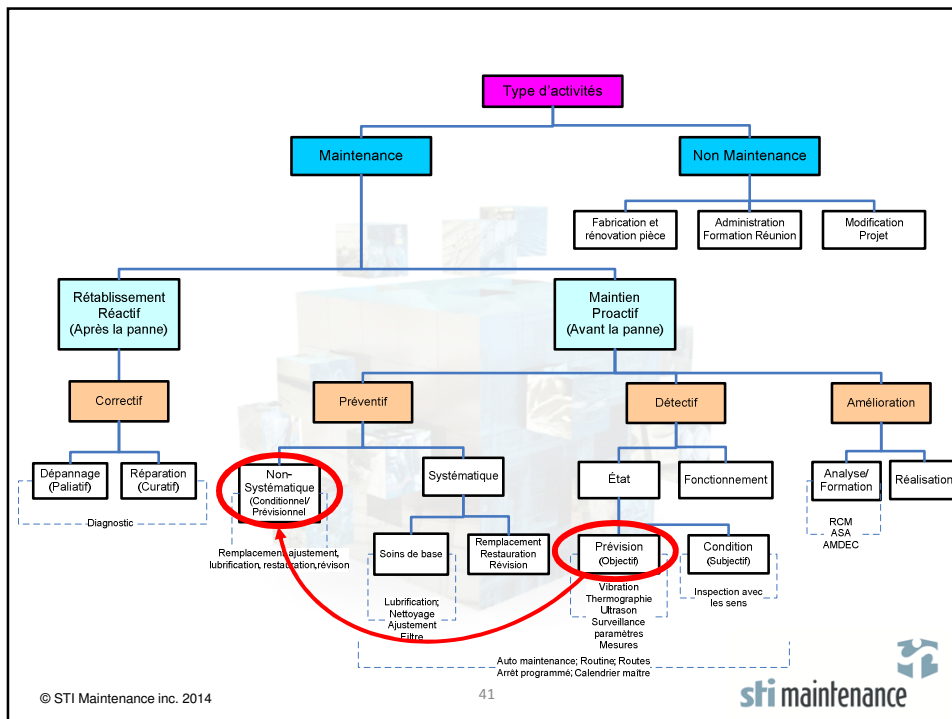 Type d'activités
Maintenance
Non Maintenance
Fabrication et
rénovation pièce
Administration
Formation Réunion
Modification
Projet
Rétablissement
Réactif
(Après la panne)
Maintien
Proactif
(Avant la panne)
Correctif
Préventif
Détectif
Amélioration
Dépannage
(Paliatif)
Réparation
(Curatif)
Diagnostic
Non-
Systématique
(Conditionnel/
Prévisionnel
Remplacement, ajustement,
lubrification, restauration, révison
Systématique
Soins de base
Lubrification;
Nettoyage
Ajustement
Filtre
Remplacement
Restauration
Révision
État
Fonctionnement
Prévision
(Objectif)
Vibration
Thermographie
Ultrason
Surveillance
paramètres
Mesures
Condition
(Subjectif)
Inspection avec
les sens
Analyse/
Formation
RCM
ASA
AMDEC
Réalisation
Auto maintenance; Routine; Routes
Arrêt programmé; Calendrier maître
© STI Maintenance inc. 2014
41
sti maintenance